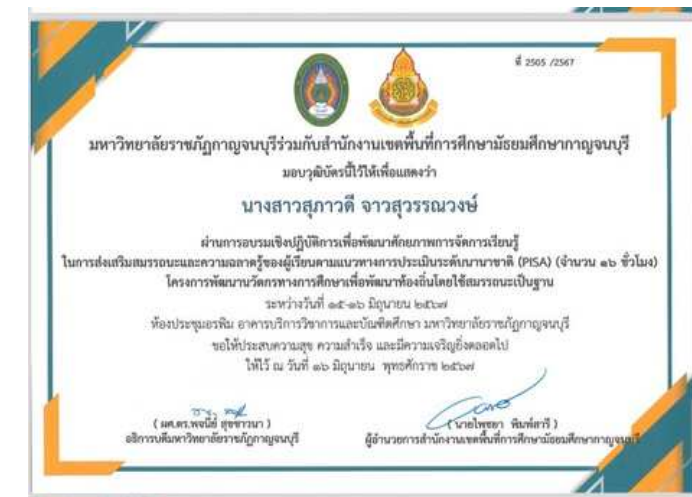 ที่ 2505 /2567
มหาวิทยาลัยราชภัฏกาญจนบุรีร่วมกับสำนักงานเขตพื้นที่การศึกษามัธยมศึกษากาญจนบุรี
มอบวุฒิบัตรนี้ไว้ให้เพื่อแสดงว่า
นางสาวสุภาวดี จาวสุวรรณวงษ์
ผ่านการอบรมเชิงปฏิบัติการเพื่อพัฒนาศักยภาพการจัดการเรียนรู้
ในการส่งเสริมสมรรถนะและความฉลาดรู้ของผู้เรียนตามแนวทางการประเมินระดับนานาชาติ (PISA) (จำนวน ๑๖ ชั่วโมง)
โครงการพัฒนานวัตกรทางการศึกษาเพื่อพัฒนาท้องถิ่นโดยใช้สมรรถนะเป็นฐาน
ระหว่างวันที่ ๑๕-๑๖ มิถุนายน ๒๕๖๗
ห้องประชุมอรพิม อาคารบริการวิชาการและบัณฑิตศึกษา มหาวิทยาลัยราชภัฏกาญจนบุรี
ขอให้ประสบความสุข ความสำเร็จ และมีความเจริญยิ่งตลอดไป
ให้ไว้ ณ วันที่ ๑๖ มิถุนายน พุทธศักราช ๒๕๖๗
( ผศ.ดร.พจนีย์ สุขชาวนา )
อธิการบดีมหาวิทยาลัยราชภัฏกาญจนบุรี
( นายไพชยา พิมพ์สารี )
ผู้อำนวยการสำนักงานเขตพื้นที่การศึกษามัธยมศึกษากาญจนบุรี